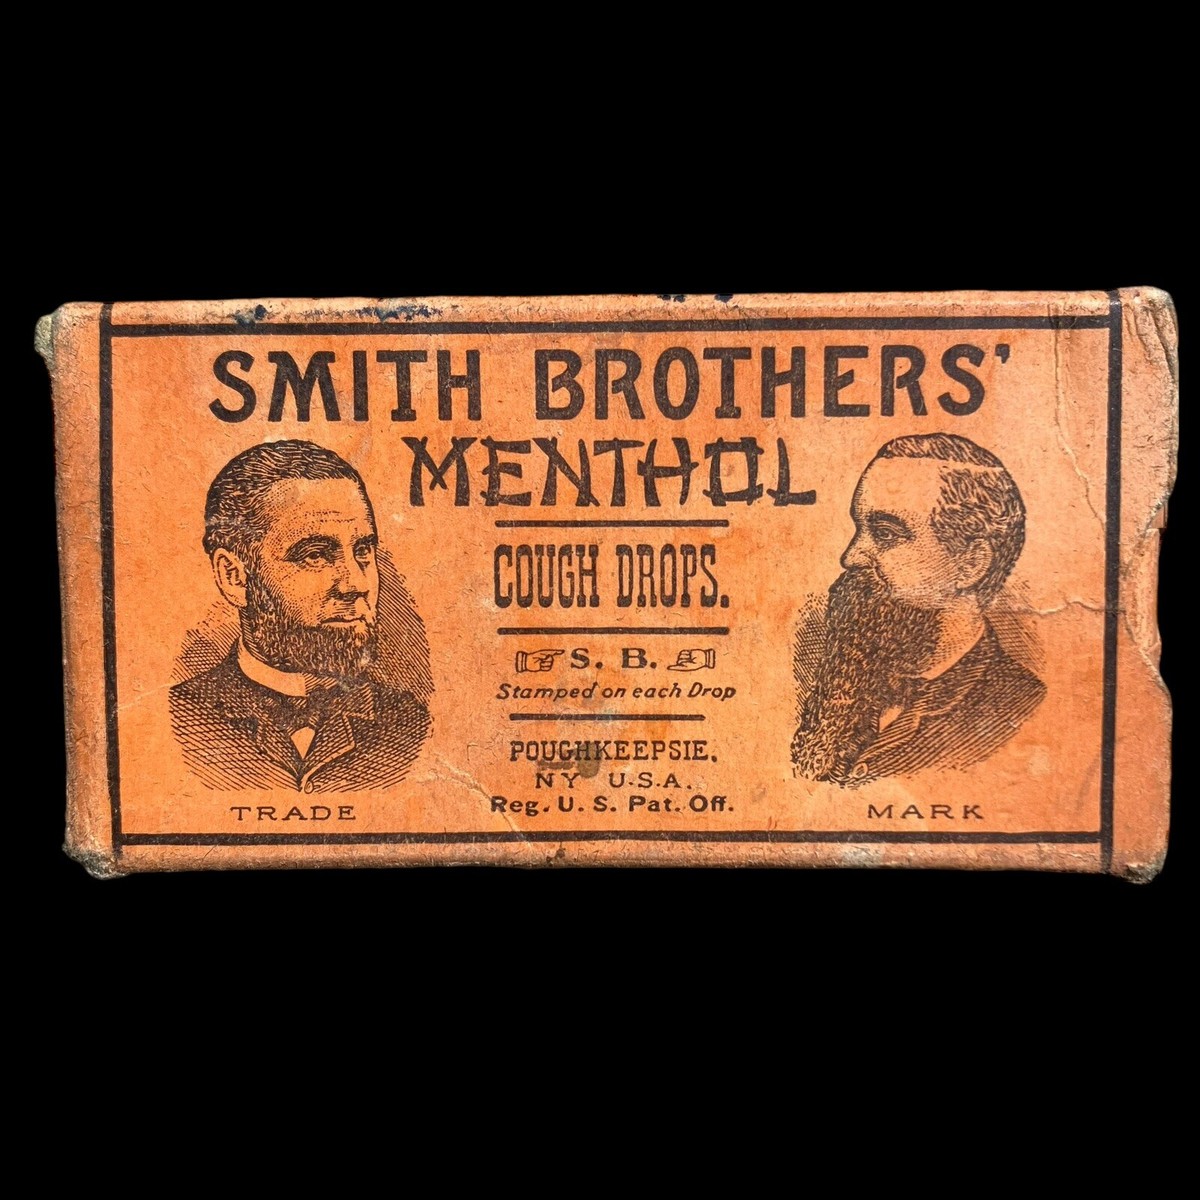 SMITH BROTHERS'
MENTHOL
COUGH DROPS.
S. B.
Stamped on each Drop
POUGHKEEPSIE,
NY U.S.A.
Reg. U. S. Pat. Off.
TRADE MARK